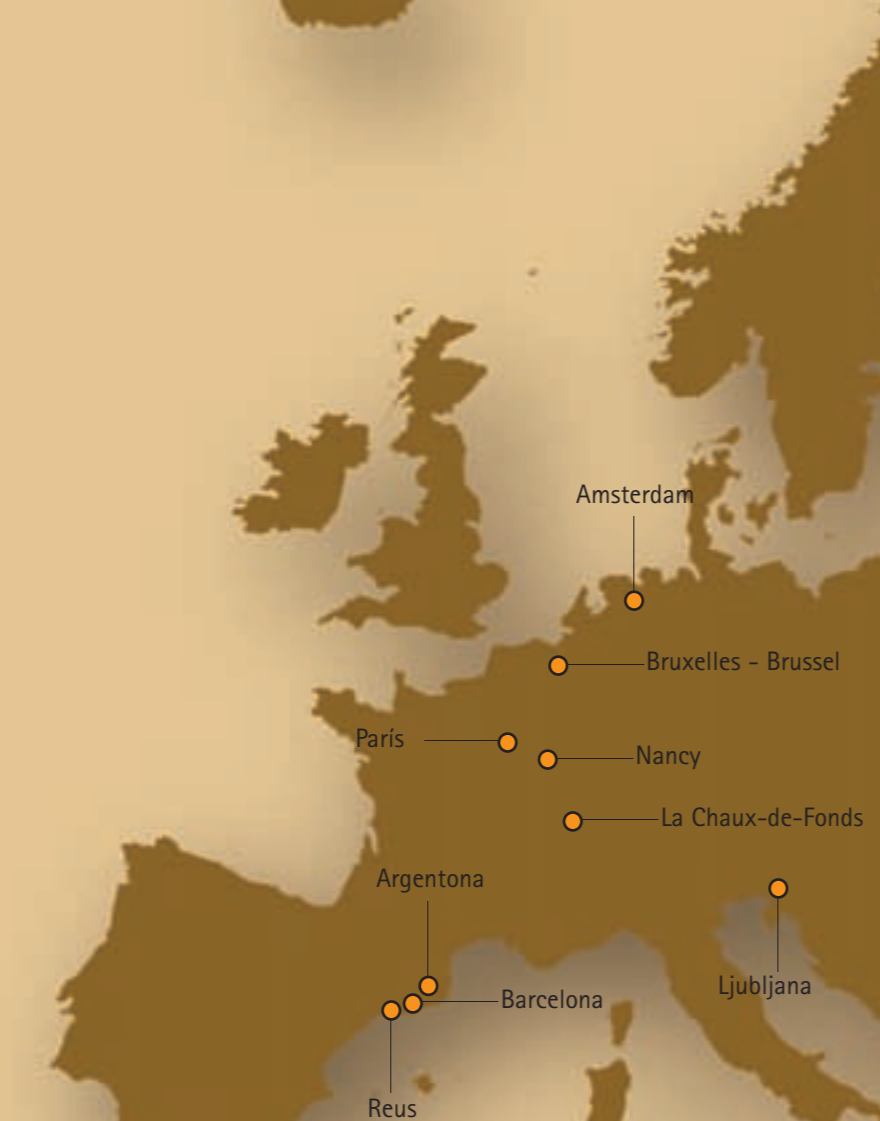 Amsterdam
Bruxelles - Brussel
París
Nancy
La Chaux-de-Fonds
Argentona
Ljubljana
Barcelona
Reus